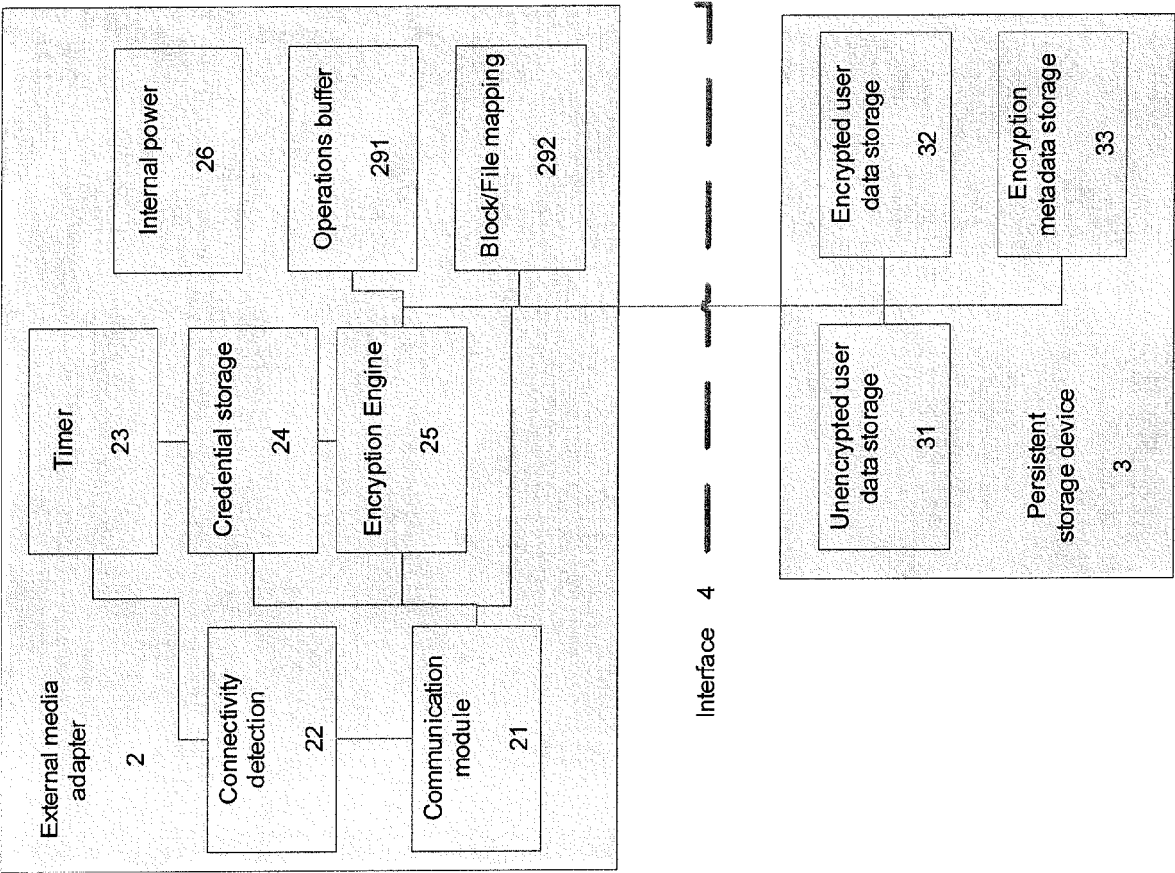 External media
adapter
2
Connectivity
detection
22
Communication
module
21
Timer
23
Credential storage
24
Encryption Engine
25
Internal power
26
Operations buffer
291
Block/File mapping
292
Interface 4
Unencrypted user
data storage
31
Persistent
storage device
3
Encrypted user
data storage
32
Encryption
metadata storage
33